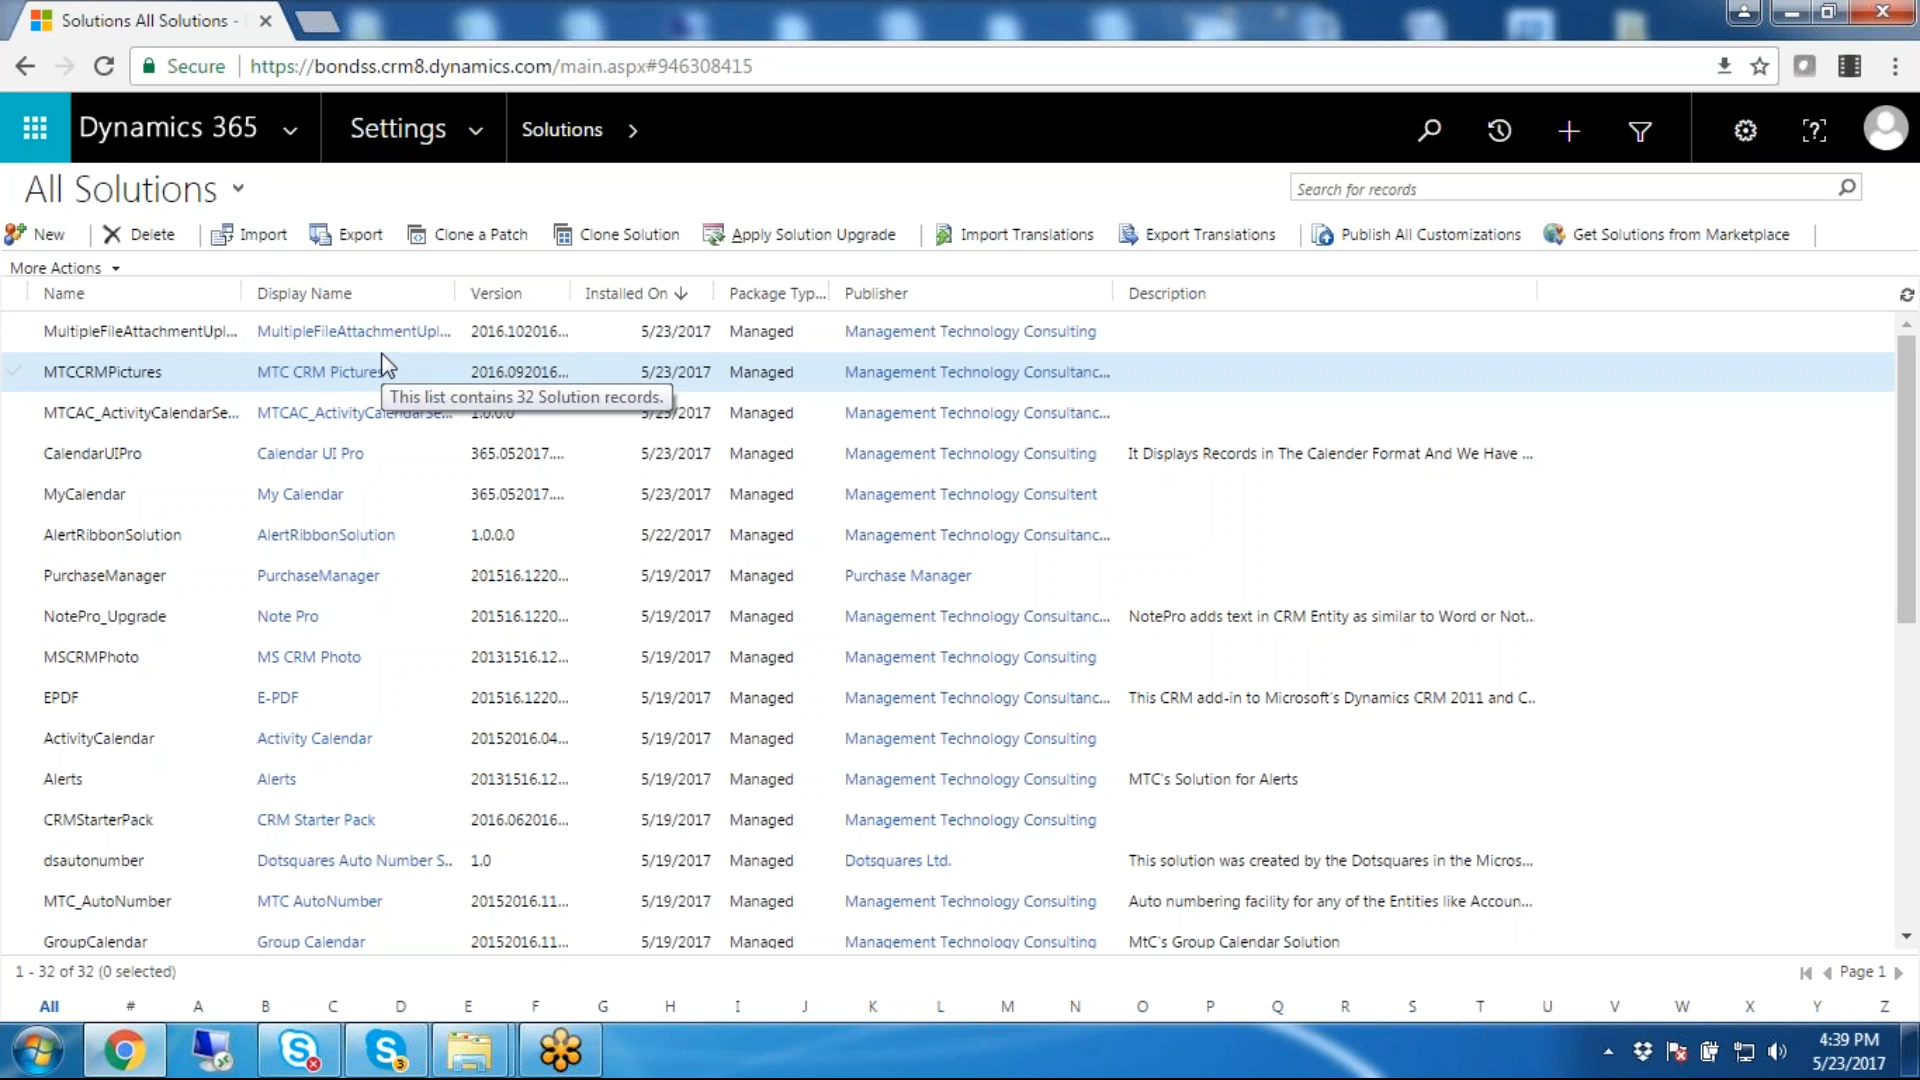 Solutions All Solutions -
Secure https://bondss.crm8.dynamics.com/main.aspx#946308415
Dynamics 365 Settings Solutions
All Solutions
Search for records
New Delete Import Export Clone a Patch Clone Solution Apply Solution Upgrade Import Translations Export Translations Publish All Customizations Get Solutions from Marketplace
More Actions
Name Display Name Version Installed On Package Typ... Publisher Description
MultipleFileAttachmentUpl... MultipleFileAttachmentUpl... 2016.102016... 5/23/2017 Managed Management Technology Consulting
MTCCRMPictures MTC CRM Pictures 2016.092016... 5/23/2017 Managed Management Technology Consultanc...
This list contains 32 Solution records.
MTCAC_ActivityCalendarSe... MTCAC_ActivityCalendarSe... 1.0.0.0 5/23/2017 Managed Management Technology Consultanc...
CalendarUIPro Calendar UI Pro 365.052017.... 5/23/2017 Managed Management Technology Consulting It Displays Records in The Calender Format And We Have ...
MyCalendar My Calendar 365.052017.... 5/23/2017 Managed Management Technology Consultent
AlertRibbonSolution AlertRibbonSolution 1.0.0.0 5/22/2017 Managed Management Technology Consultanc...
PurchaseManager PurchaseManager 201516.1220... 5/19/2017 Managed Purchase Manager
NotePro_Upgrade Note Pro 201516.1220... 5/19/2017 Managed Management Technology Consultanc... NotePro adds text in CRM Entity as similar to Word or Not...
MSCRMPhoto MS CRM Photo 20131516.12... 5/19/2017 Managed Management Technology Consulting
EPDF E-PDF 201516.1220... 5/19/2017 Managed Management Technology Consultanc... This CRM add-in to Microsoft's Dynamics CRM 2011 and C..
ActivityCalendar Activity Calendar 20152016.04... 5/19/2017 Managed Management Technology Consulting
Alerts Alerts 20131516.12... 5/19/2017 Managed Management Technology Consulting MTC's Solution for Alerts
CRMStarterPack CRM Starter Pack 2016.062016... 5/19/2017 Managed Management Technology Consulting
dsautonumber Dotsquares Auto Number S.. 1.0 5/19/2017 Managed Dotsquares Ltd. This solution was created by the Dotsquares in the Micros...
MTC_AutoNumber MTC AutoNumber 20152016.11... 5/19/2017 Managed Management Technology Consulting Auto numbering facility for any of the Entities like Accoun...
GroupCalendar Group Calendar 20152016.11... 5/19/2017 Managed Management Technology Consulting MtC's Group Calendar Solution
1 - 32 of 32 (0 selected) Page 1
All # A B C D E F G H I J K L M N O P Q R S T U V W X Y Z
3
4:39 PM
5/23/2017